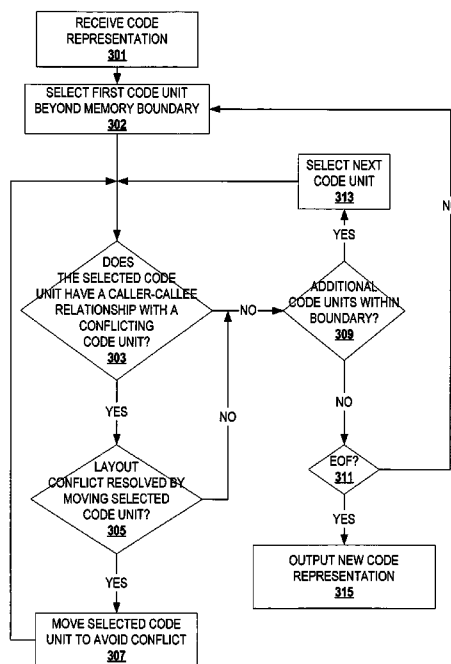 RECEIVE CODE
REPRESENTATION
301
SELECT FIRST CODE UNIT
BEYOND MEMORY BOUNDARY
302
SELECT NEXT
CODE UNIT
313
NO
YES
DOES
THE SELECTED CODE
UNIT HAVE A CALLER-CALLEE
RELATIONSHIP WITH A
CONFLICTING
CODE UNIT?
303
NO
ADDITIONAL
CODE UNITS WITHIN
BOUNDARY?
309
YES
NO
NO
LAYOUT
CONFLICT RESOLVED BY
MOVING SELECTED
CODE UNIT?
305
EOF?
311
YES
YES
OUTPUT NEW CODE
REPRESENTATION
315
MOVE SELECTED CODE
UNIT TO AVOID CONFLICT
307